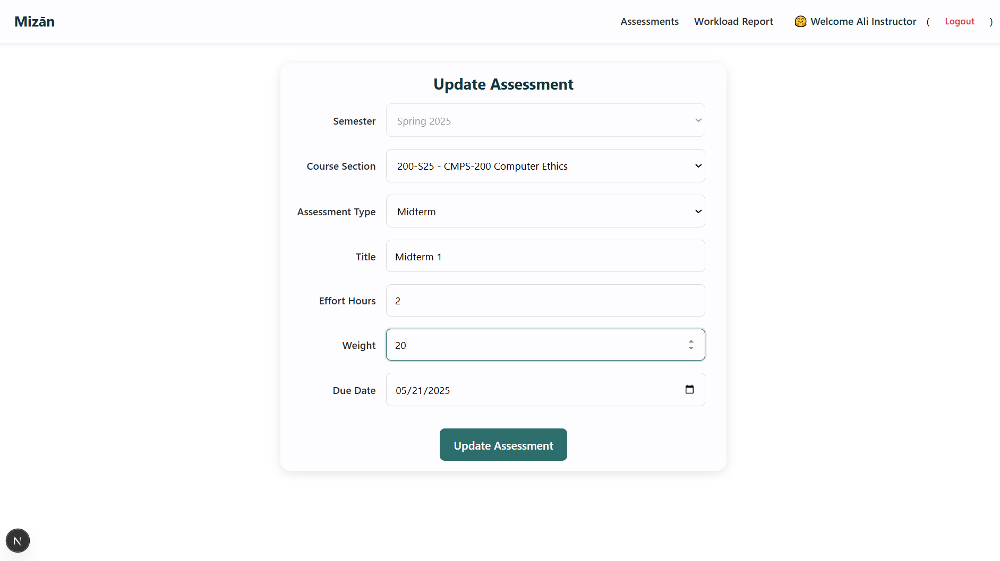 Mizān
Assessments Workload Report 🤗 Welcome Ali Instructor ( Logout )
Update Assessment
Semester Spring 2025
Course Section 200-S25 - CMPS-200 Computer Ethics
Assessment Type Midterm
Title Midterm 1
Effort Hours 2
Weight 20
Due Date 05/21/2025
Update Assessment
N